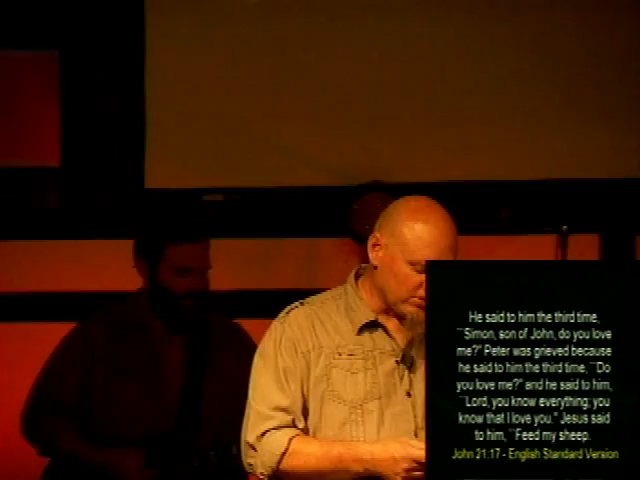 He said to him the third time,
``Simon, son of John, do you love
me?" Peter was grieved because
he said to him the third time, ``Do
you love me?" and he said to him,
``Lord, you know everything; you
know that I love you." Jesus said
to him, ``Feed my sheep.
John 21:17 - English Standard Version